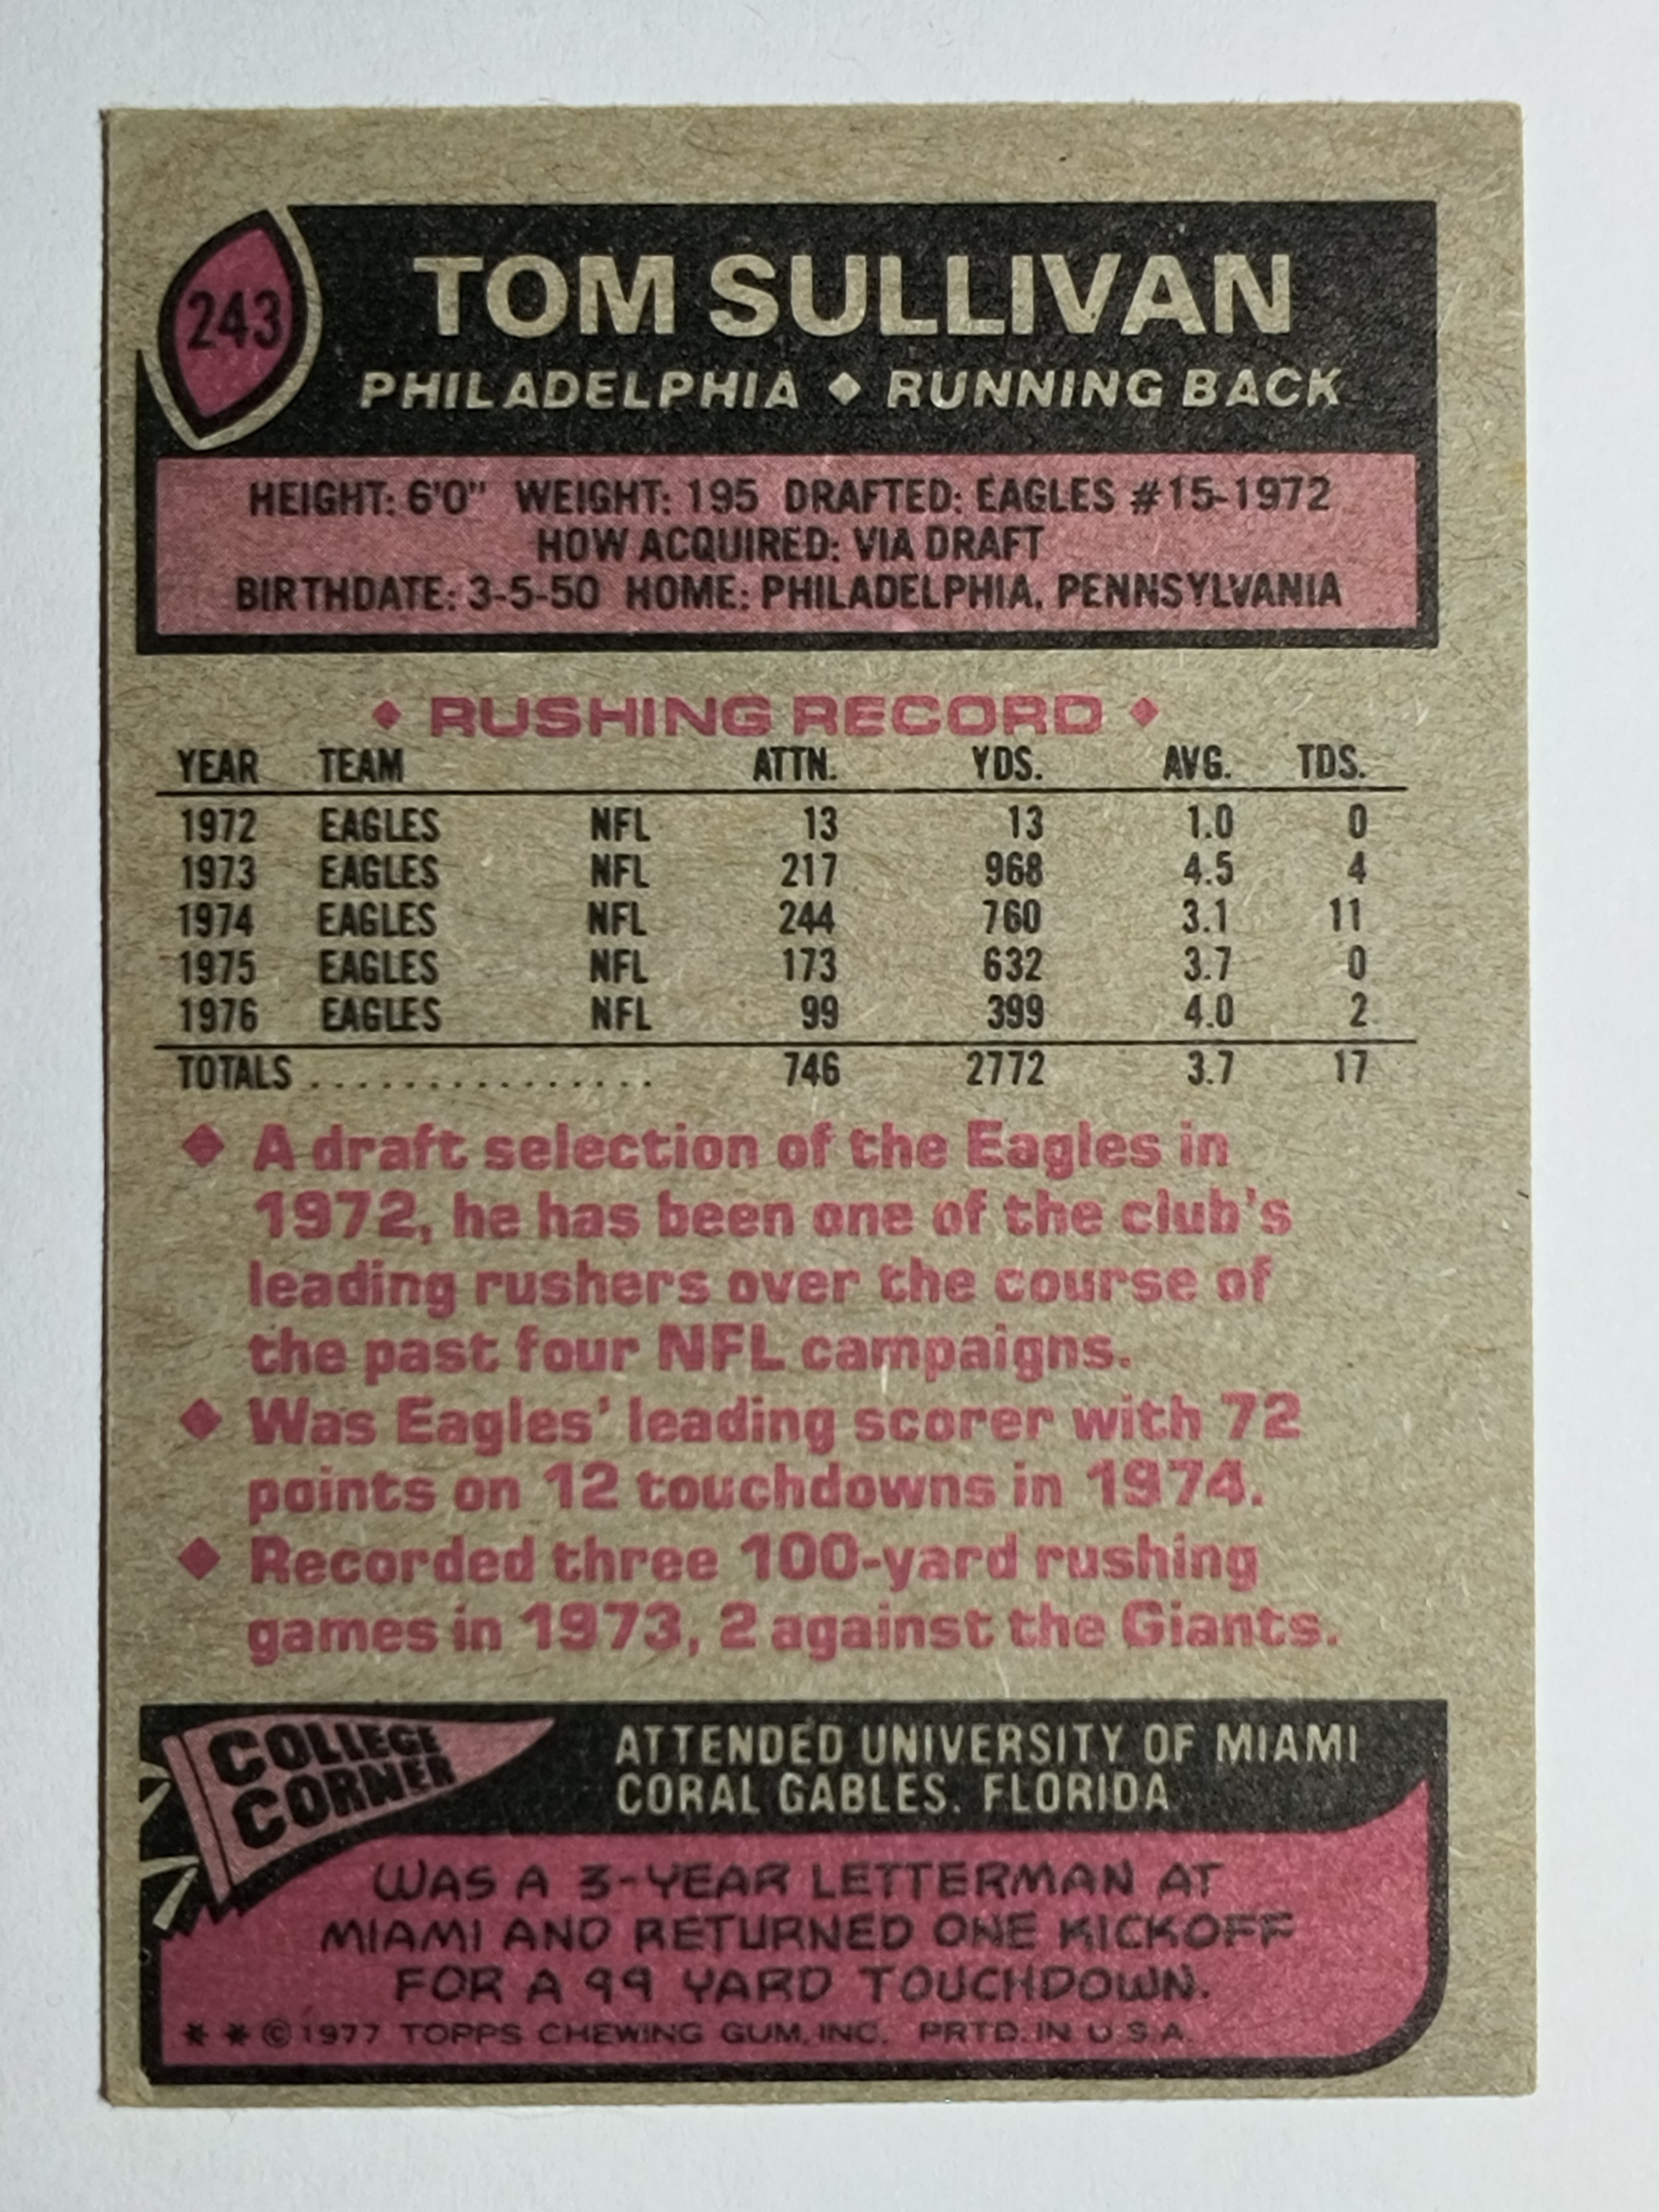 243
TOM SULLIVAN
PHILADELPHIA ♦ RUNNING BACK
HEIGHT: 6'0" WEIGHT: 195 DRAFTED: EAGLES #15-1972
HOW ACQUIRED: VIA DRAFT
BIRTHDATE: 3-5-50 HOME: PHILADELPHIA, PENNSYLVANIA
♦ RUSHING RECORD ♦
YEAR TEAM ATTN. YDS. AVG. TDS.
1972 EAGLES NFL 13 13 1.0 0
1973 EAGLES NFL 217 968 4.5 4
1974 EAGLES NFL 244 760 3.1 11
1975 EAGLES NFL 173 632 3.7 0
1976 EAGLES NFL 99 399 4.0 2
TOTALS ................ 746 2772 3.7 17
♦ A draft selection of the Eagles in
1972, he has been one of the club's
leading rushers over the course of
the past four NFL campaigns.
♦ Was Eagles' leading scorer with 72
points on 12 touchdowns in 1974.
♦ Recorded three 100-yard rushing
games in 1973, 2 against the Giants.
COLLEGE
CORNER
ATTENDED UNIVERSITY OF MIAMI
CORAL GABLES, FLORIDA
WAS A 3-YEAR LETTERMAN AT
MIAMI AND RETURNED ONE KICKOFF
FOR A 99 YARD TOUCHDOWN.
* * © 1977 TOPPS CHEWING GUM, INC. PRTD. IN U.S.A.